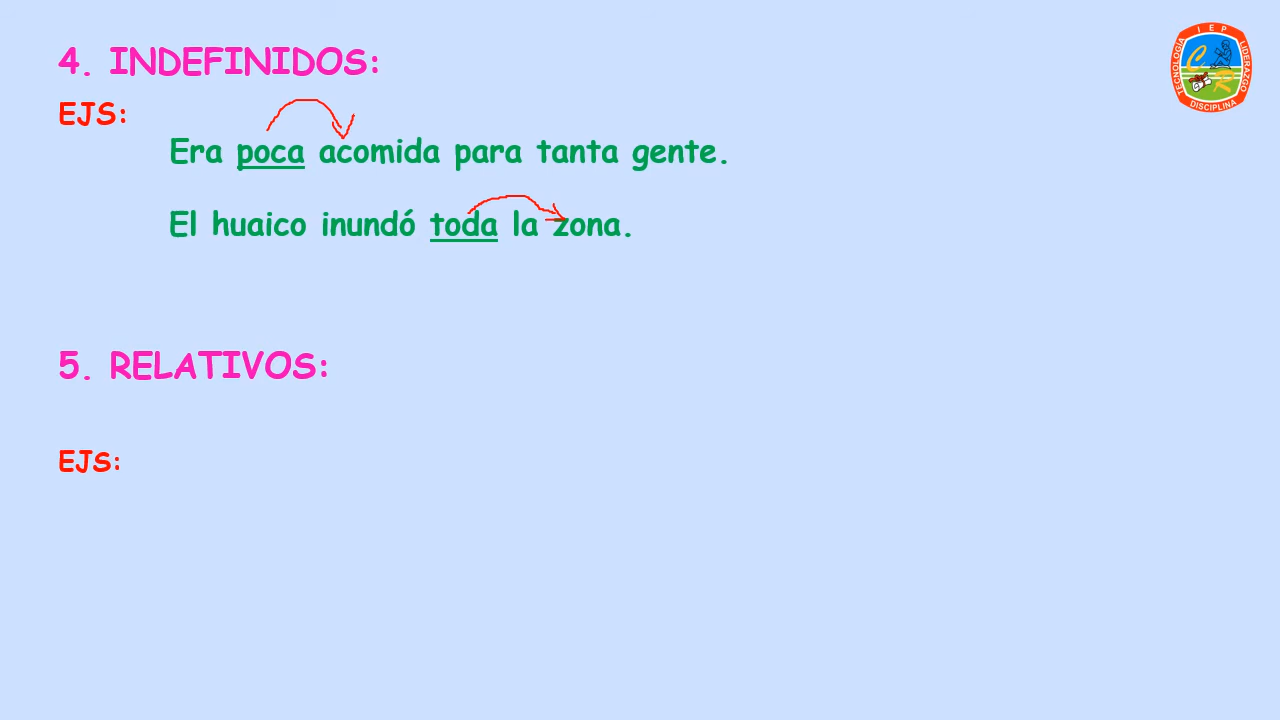 4. INDEFINIDOS:
EJS:
Era poca acomida para tanta gente.
El huaico inundó toda la zona.
5. RELATIVOS:
EJS:
I E P
TECNOLOGÍA
LIDERAZGO
C R
DISCIPLINA